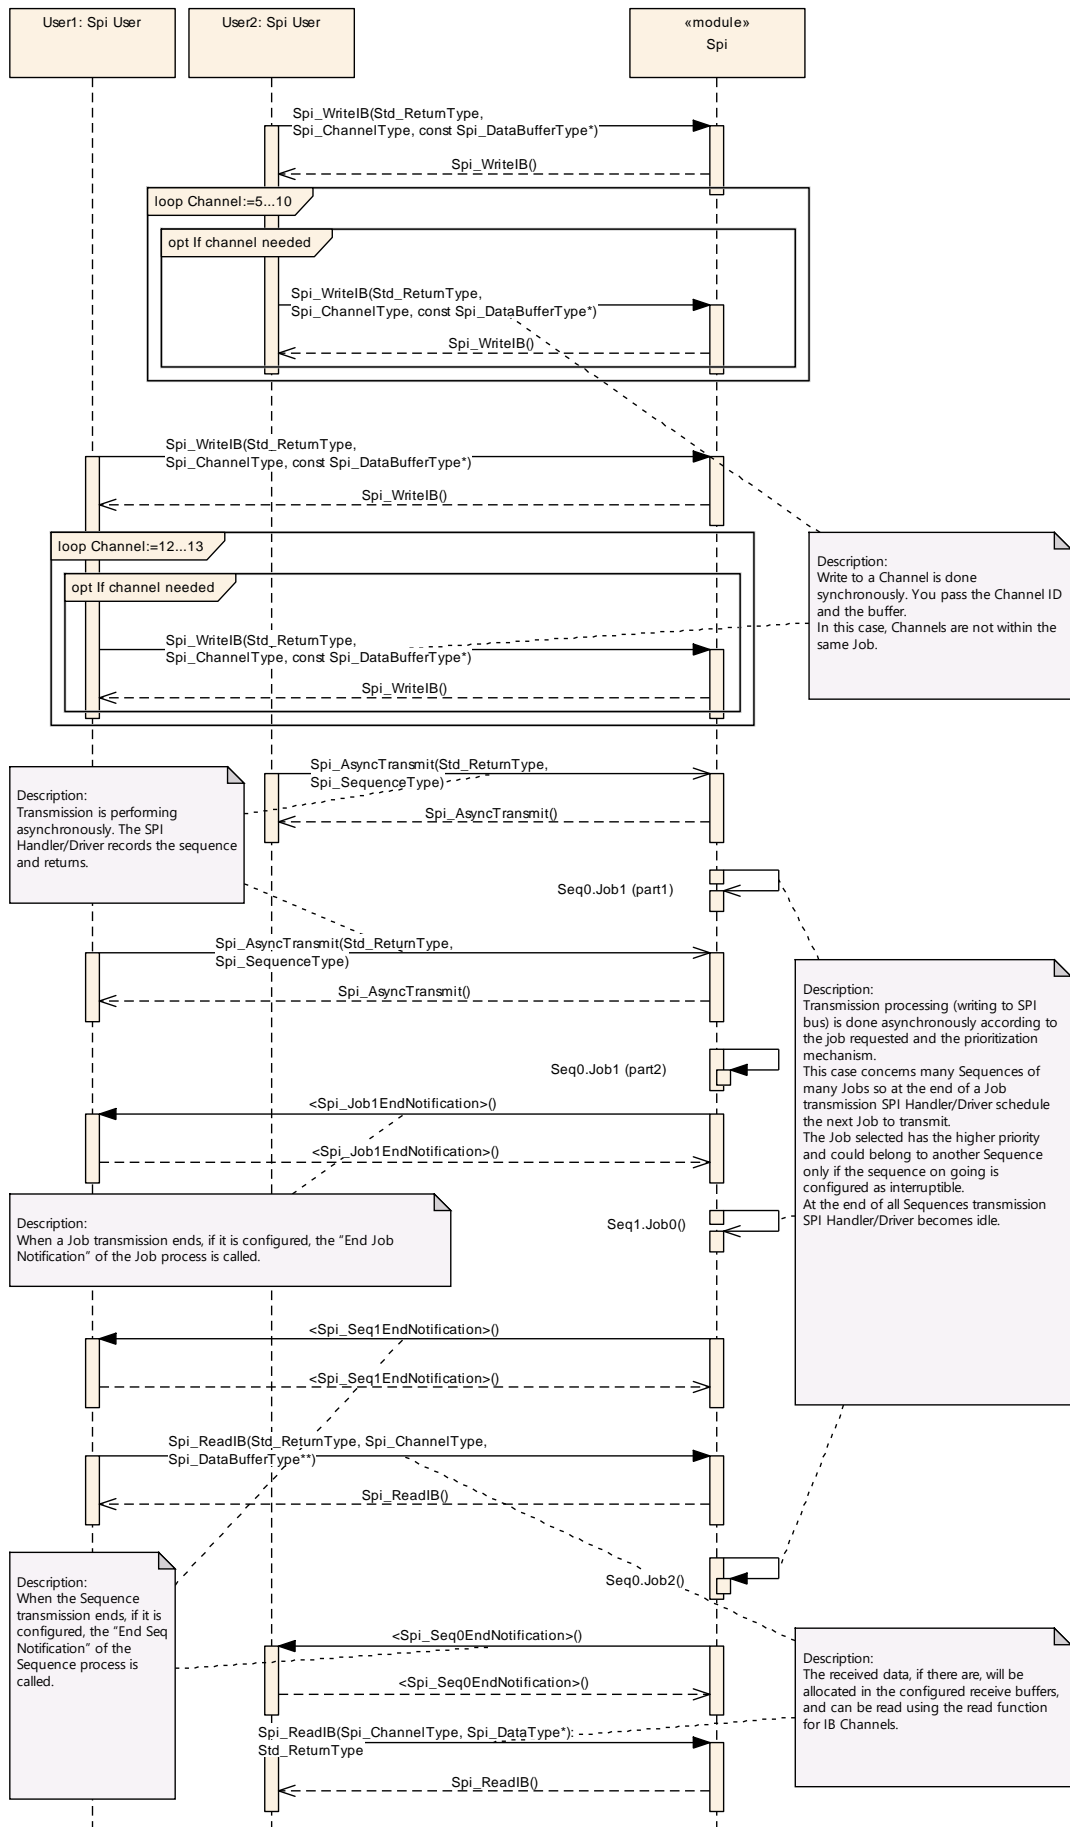 User1: Spi User
User2: Spi User
«module»
Spi
Spi_WriteIB(Std_ReturnType,
Spi_ChannelType, const Spi_DataBufferType*)
Spi_WriteIB()
loop Channel:=5...10
opt If channel needed
Spi_WriteIB(Std_ReturnType,
Spi_ChannelType, const Spi_DataBufferType*)
Spi_WriteIB()
Spi_WriteIB(Std_ReturnType,
Spi_ChannelType, const Spi_DataBufferType*)
Spi_WriteIB()
loop Channel:=12...13
opt If channel needed
Spi_WriteIB(Std_ReturnType,
Spi_ChannelType, const Spi_DataBufferType*)
Spi_WriteIB()
Description:
Write to a Channel is done
synchronously. You pass the Channel ID
and the buffer.
In this case, Channels are not within the
same Job.
Spi_AsyncTransmit(Std_ReturnType,
Spi_SequenceType)
Spi_AsyncTransmit()
Description:
Transmission is performing
asynchronously. The SPI
Handler/Driver records the sequence
and returns.
Seq0.Job1 (part1)
Spi_AsyncTransmit(Std_ReturnType,
Spi_SequenceType)
Spi_AsyncTransmit()
Description:
Transmission processing (writing to SPI
bus) is done asynchronously according to
the job requested and the prioritization
mechanism.
This case concerns many Sequences of
many Jobs so at the end of a Job
transmission SPI Handler/Driver schedule
the next Job to transmit.
The Job selected has the higher priority
and could belong to another Sequence
only if the sequence on going is
configured as interruptible.
At the end of all Sequences transmission
SPI Handler/Driver becomes idle.
Seq0.Job1 (part2)
<Spi_Job1EndNotification>()
<Spi_Job1EndNotification>()
Description:
When a Job transmission ends, if it is configured, the “End Job
Notification” of the Job process is called.
Seq1.Job0()
<Spi_Seq1EndNotification>()
<Spi_Seq1EndNotification>()
Spi_ReadIB(Std_ReturnType, Spi_ChannelType,
Spi_DataBufferType**)
Spi_ReadIB()
Description:
When the Sequence
transmission ends, if it is
configured, the “End Seq
Notification” of the
Sequence process is
called.
Seq0.Job2()
<Spi_Seq0EndNotification>()
<Spi_Seq0EndNotification>()
Description:
The received data, if there are, will be
allocated in the configured receive buffers,
and can be read using the read function
for IB Channels.
Spi_ReadIB(Spi_ChannelType, Spi_DataType*):
Std_ReturnType
Spi_ReadIB()